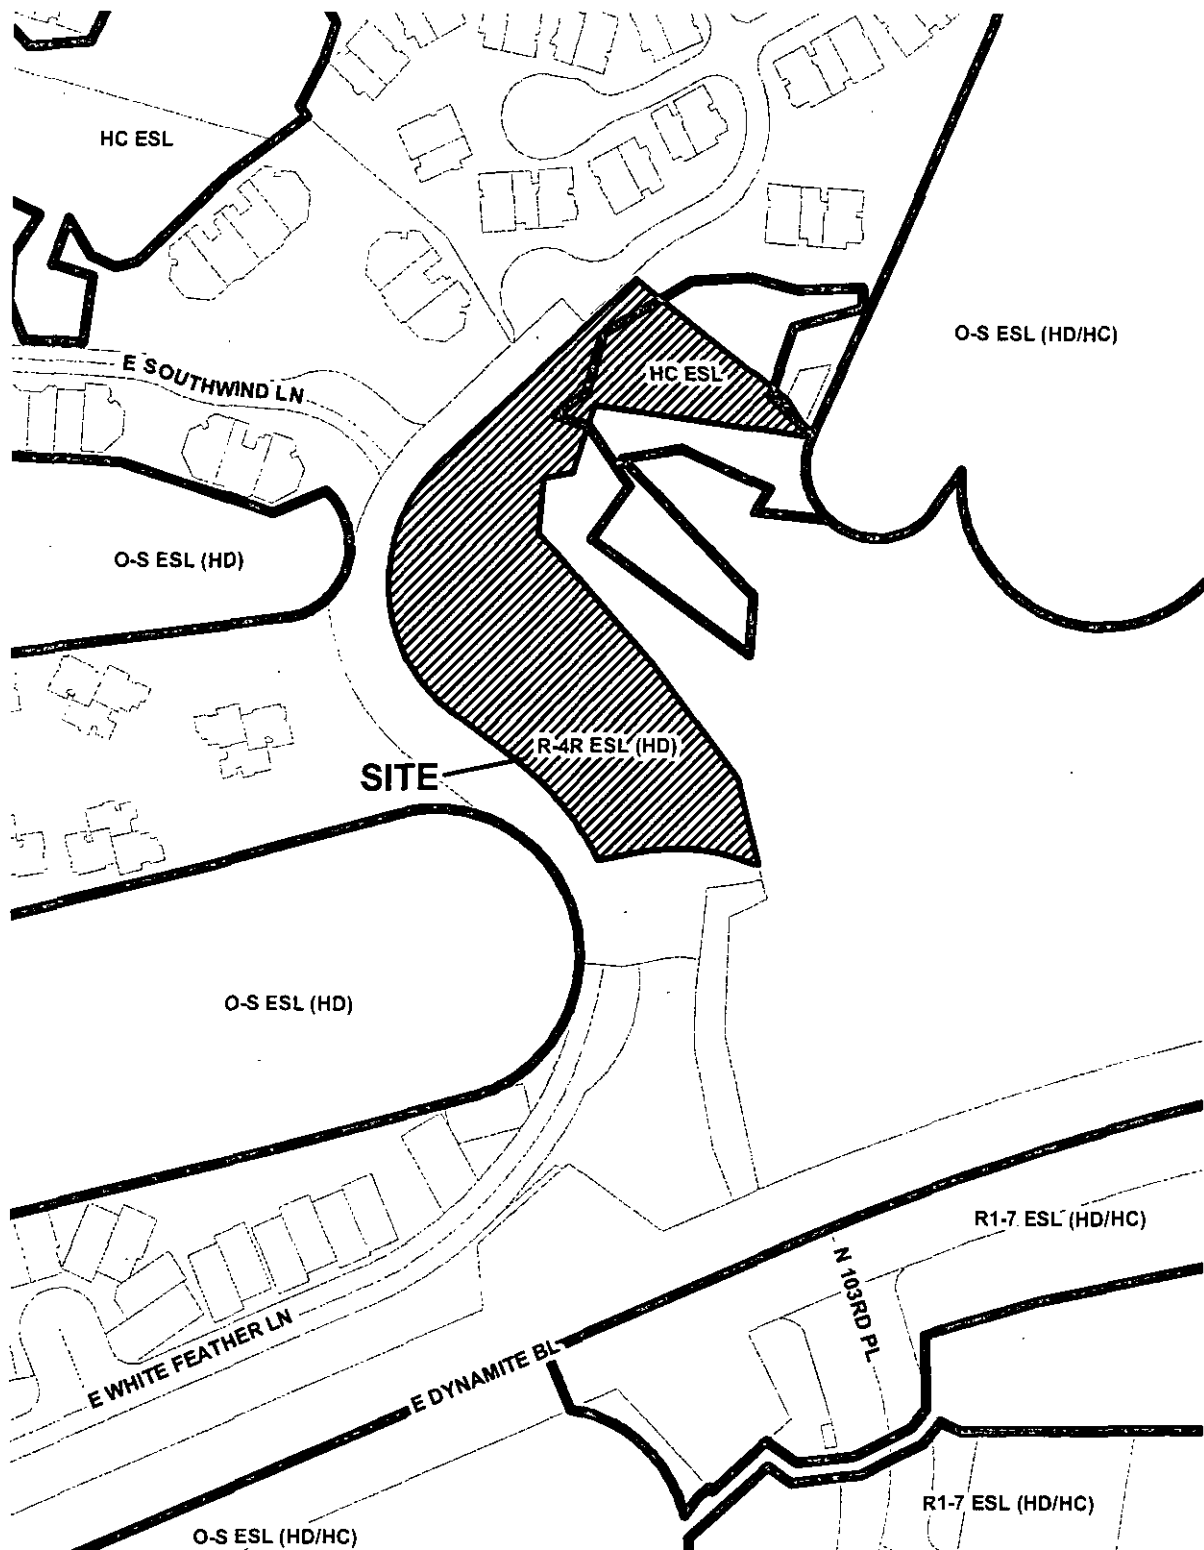 HC ESL
O-S ESL (HD/HC)
E SOUTHWIND LN
HC ESL
O-S ESL (HD)
R-4R ESL (HD)
SITE
O-S ESL (HD)
R1-7 ESL (HD/HC)
N 103RD PL
E WHITE FEATHER LN
E DYNAMITE BL
R1-7 ESL (HD/HC)
O-S ESL (HD/HC)